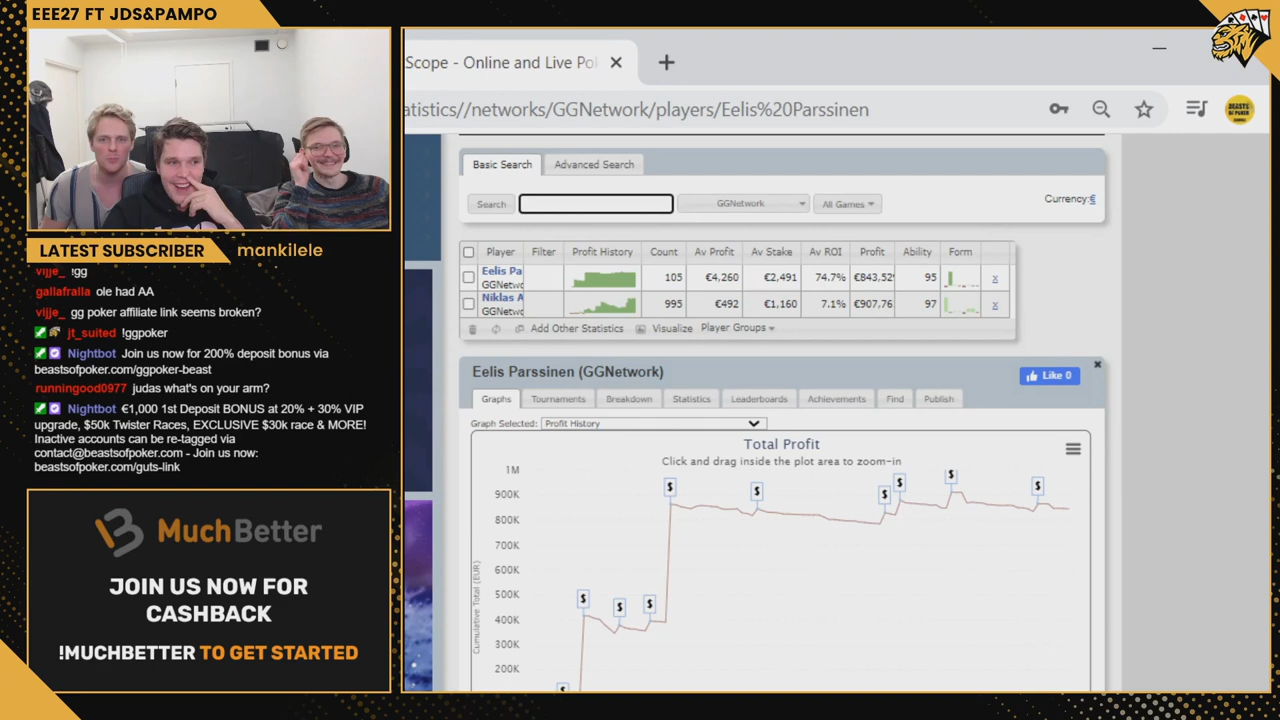 EEE27 FT JDS&PAMPO
LATEST SUBSCRIBER mankilele
vijje_ !gg
gallafralla ole had AA
vijje_ gg poker affiliate link seems broken?
jt_suited !ggpoker
Nightbot Join us now for 200% deposit bonus via
beastsofpoker.com/ggpoker-beast
runningood0977 judas what's on your arm?
Nightbot €1,000 1st Deposit BONUS at 20% + 30% VIP
upgrade, $50k Twister Races, EXCLUSIVE $30k race & MORE!
Inactive accounts can be re-tagged via
contact@beastsofpoker.com - Join us now:
beastsofpoker.com/guts-link
MuchBetter
JOIN US NOW FOR
CASHBACK
!MUCHBETTER TO GET STARTED
Scope - Online and Live Po
atistics//networks/GGNetwork/players/Eelis%20Parssinen
BEASTS
Basic Search Advanced Search
Search GGNetwork All Games Currency:€
Player Filter Profit History Count Av Profit Av Stake Av ROI Profit Ability Form
Eelis Pa 105 €4,260 €2,491 74.7% €843,52 95 x
GGNetwo
Niklas A 995 €492 €1,160 7.1% €907,76 97 x
GGNetwo
Add Other Statistics Visualize Player Groups
Eelis Parssinen (GGNetwork)
Like 0
Graphs Tournaments Breakdown Statistics Leaderboards Achievements Find Publish
Graph Selected: Profit History
Total Profit
Click and drag inside the plot area to zoom-in
1M
900K
800K
700K
600K
500K
400K
300K
200K
Cumulative Total (EUR)
$ $ $ $ $ $ $ $ $